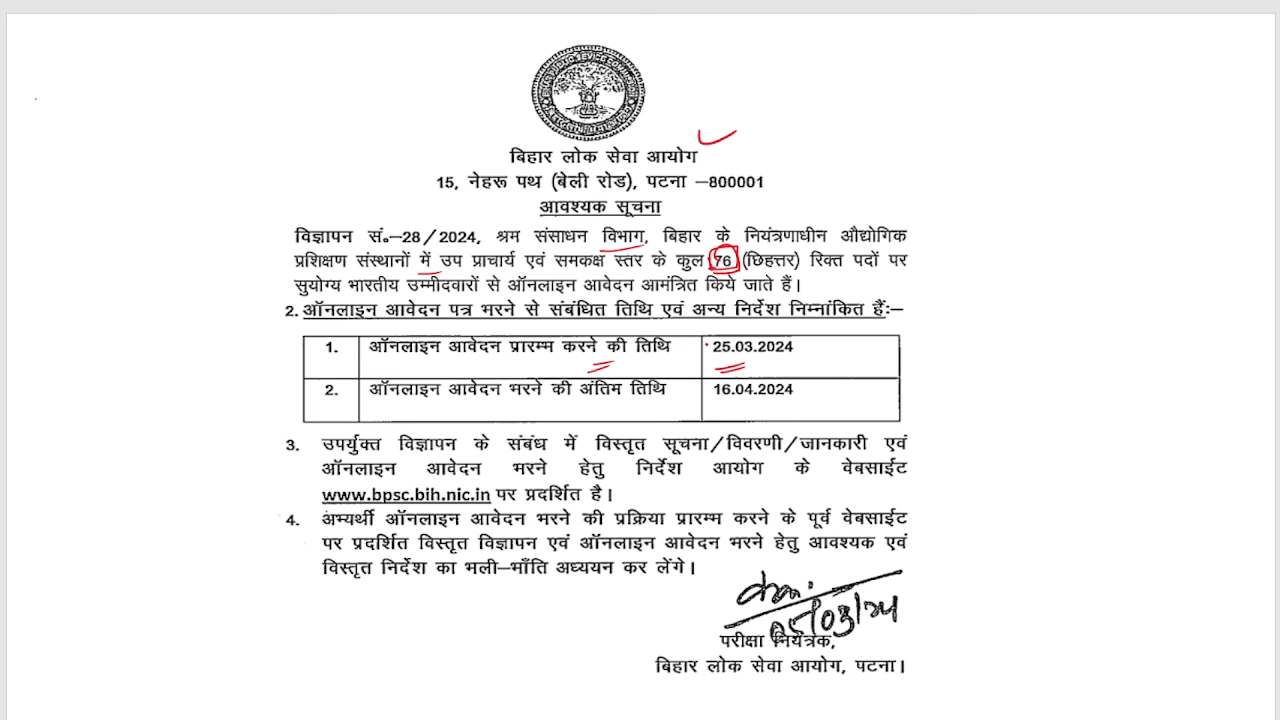 बिहार लोक सेवा आयोग
15, नेहरू पथ (बेली रोड), पटना –800001
आवश्यक सूचना
विज्ञापन सं॰–28/2024, श्रम संसाधन विभाग, बिहार के नियंत्रणाधीन औद्योगिक
प्रशिक्षण संस्थानों में उप प्राचार्य एवं समकक्ष स्तर के कुल 76 (छिहत्तर) रिक्त पदों पर
सुयोग्य भारतीय उम्मीदवारों से ऑनलाइन आवेदन आमंत्रित किये जाते हैं।
2. ऑनलाइन आवेदन पत्र भरने से संबंधित तिथि एवं अन्य निर्देश निम्नांकित हैं:–
1. ऑनलाइन आवेदन प्रारम्भ करने की तिथि 25.03.2024
2. ऑनलाइन आवेदन भरने की अंतिम तिथि 16.04.2024
3. उपर्युक्त विज्ञापन के संबंध में विस्तृत सूचना/विवरणी/जानकारी एवं
ऑनलाइन आवेदन भरने हेतु निर्देश आयोग के वेबसाईट
www.bpsc.bih.nic.in पर प्रदर्शित है।
4. अभ्यर्थी ऑनलाइन आवेदन भरने की प्रक्रिया प्रारम्भ करने के पूर्व वेबसाईट
पर प्रदर्शित विस्तृत विज्ञापन एवं ऑनलाइन आवेदन भरने हेतु आवश्यक एवं
विस्तृत निर्देश का भली–भाँति अध्ययन कर लेंगे।
परीक्षा नियंत्रक,
बिहार लोक सेवा आयोग, पटना।